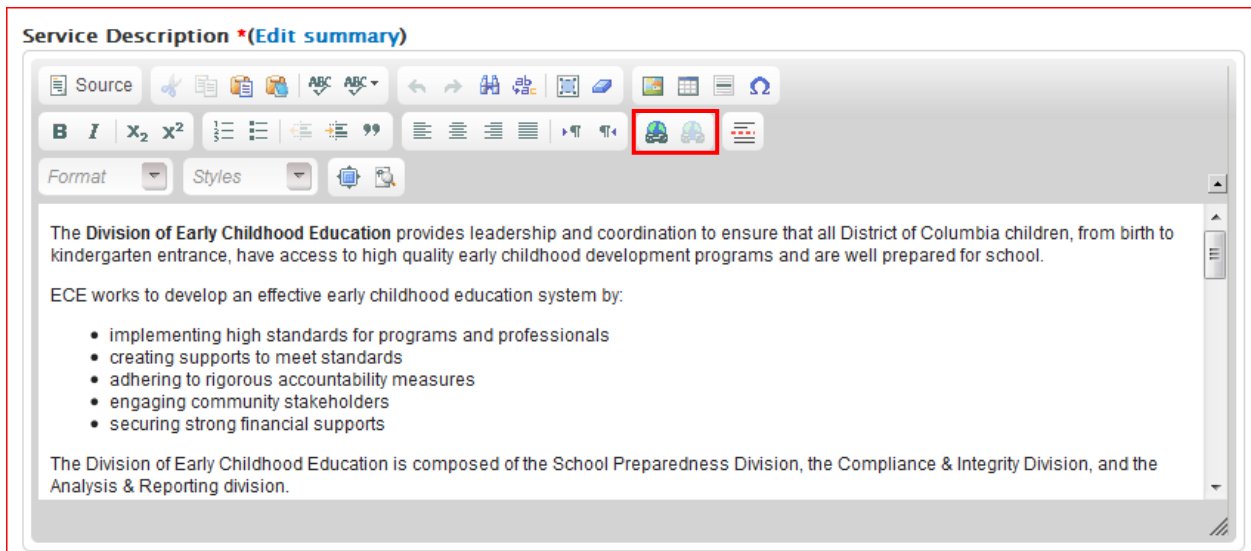 Service Description *(Edit summary)
Source ABC ABC
B I X₂ X²
Format Styles
The Division of Early Childhood Education provides leadership and coordination to ensure that all District of Columbia children, from birth to
kindergarten entrance, have access to high quality early childhood development programs and are well prepared for school.
ECE works to develop an effective early childhood education system by:
• implementing high standards for programs and professionals
• creating supports to meet standards
• adhering to rigorous accountability measures
• engaging community stakeholders
• securing strong financial supports
The Division of Early Childhood Education is composed of the School Preparedness Division, the Compliance & Integrity Division, and the
Analysis & Reporting division.